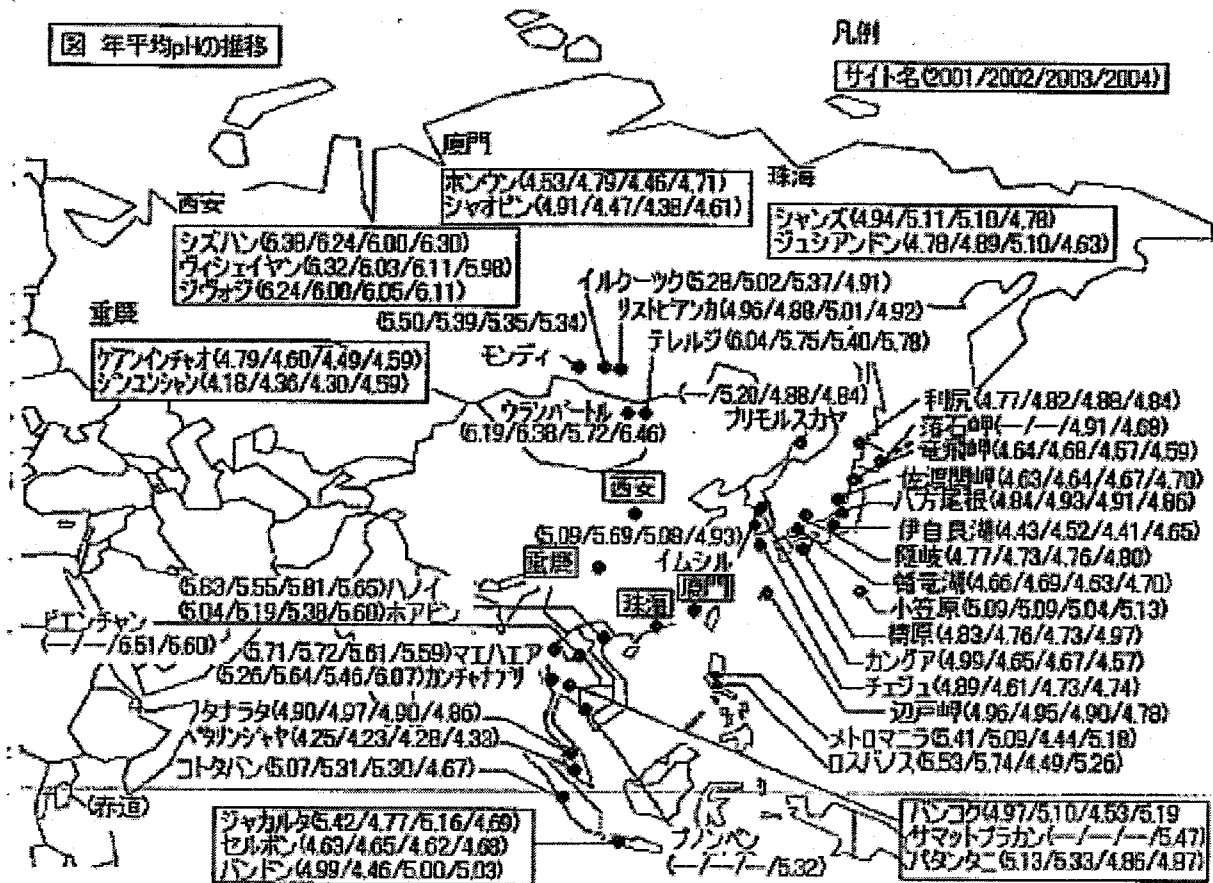 図 年平均pHの推移
凡例
サイト名(2001/2002/2003/2004)
廈門
ホンウン(4.53/4.79/4.46/4.71)
シャオピン(4.91/4.47/4.38/4.61)
珠海
シャンズ(4.94/5.11/5.10/4.78)
ジュシアンドン(4.78/4.89/5.10/4.63)
西安
シズハン(6.38/6.24/6.00/6.30)
ヴィシェイヤン(6.32/6.03/6.11/5.98)
ジヴォジ(6.24/6.00/6.05/6.11)
イルクーツク(5.28/5.02/5.37/4.91)
リストビアンカ(4.96/4.88/5.01/4.92)
テレルジ(6.04/5.75/5.40/5.78)
(5.50/5.39/5.35/5.34)
モンディ
重慶
ケアンインチャオ(4.79/4.60/4.49/4.59)
シンユンシャン(4.18/4.36/4.30/4.59)
(―/5.20/4.88/4.84)
プリモルスカヤ
ウランバートル
(6.19/6.38/5.72/6.46)
利尻(4.77/4.82/4.88/4.84)
落石岬(―/―/4.91/4.68)
竜飛岬(4.64/4.68/4.57/4.59)
佐渡関岬(4.63/4.64/4.67/4.70)
八方尾根(4.84/4.93/4.91/4.86)
伊自良湖(4.43/4.52/4.41/4.65)
隠岐(4.77/4.73/4.76/4.80)
蟠竜湖(4.66/4.69/4.63/4.70)
小笠原(5.09/5.09/5.04/5.13)
檮原(4.83/4.76/4.73/4.97)
カングア(4.99/4.65/4.67/4.57)
チェジュ(4.89/4.61/4.73/4.74)
辺戸岬(4.96/4.95/4.90/4.78)
メトロマニラ(5.41/5.09/4.44/5.18)
ロスバノス(5.53/5.74/4.49/5.26)
西安
(5.09/5.69/5.08/4.93)
イムシル
重慶
廈門
珠海
(5.63/5.55/5.81/5.65)ハノイ
(5.04/5.19/5.38/5.60)ホアビン
ビエンチャン
(―/―/6.51/5.60)
(5.71/5.72/5.61/5.59)マエハエア
(5.26/5.64/5.46/6.07)カンチャナブリ
タナラタ(4.90/4.97/4.90/4.86)
ペタリンジャヤ(4.25/4.23/4.28/4.33)
コトタバン(5.07/5.31/5.30/4.67)
(赤道)
ジャカルタ(5.42/4.77/5.16/4.69)
セルポン(4.63/4.65/4.62/4.68)
バンドン(4.99/4.46/5.00/5.03)
プノンペン
(―/―/―/5.32)
バンコク(4.97/5.10/4.53/5.19
サマットプラカン(―/―/―/5.47)
パタンタニ(5.13/5.33/4.86/4.87)